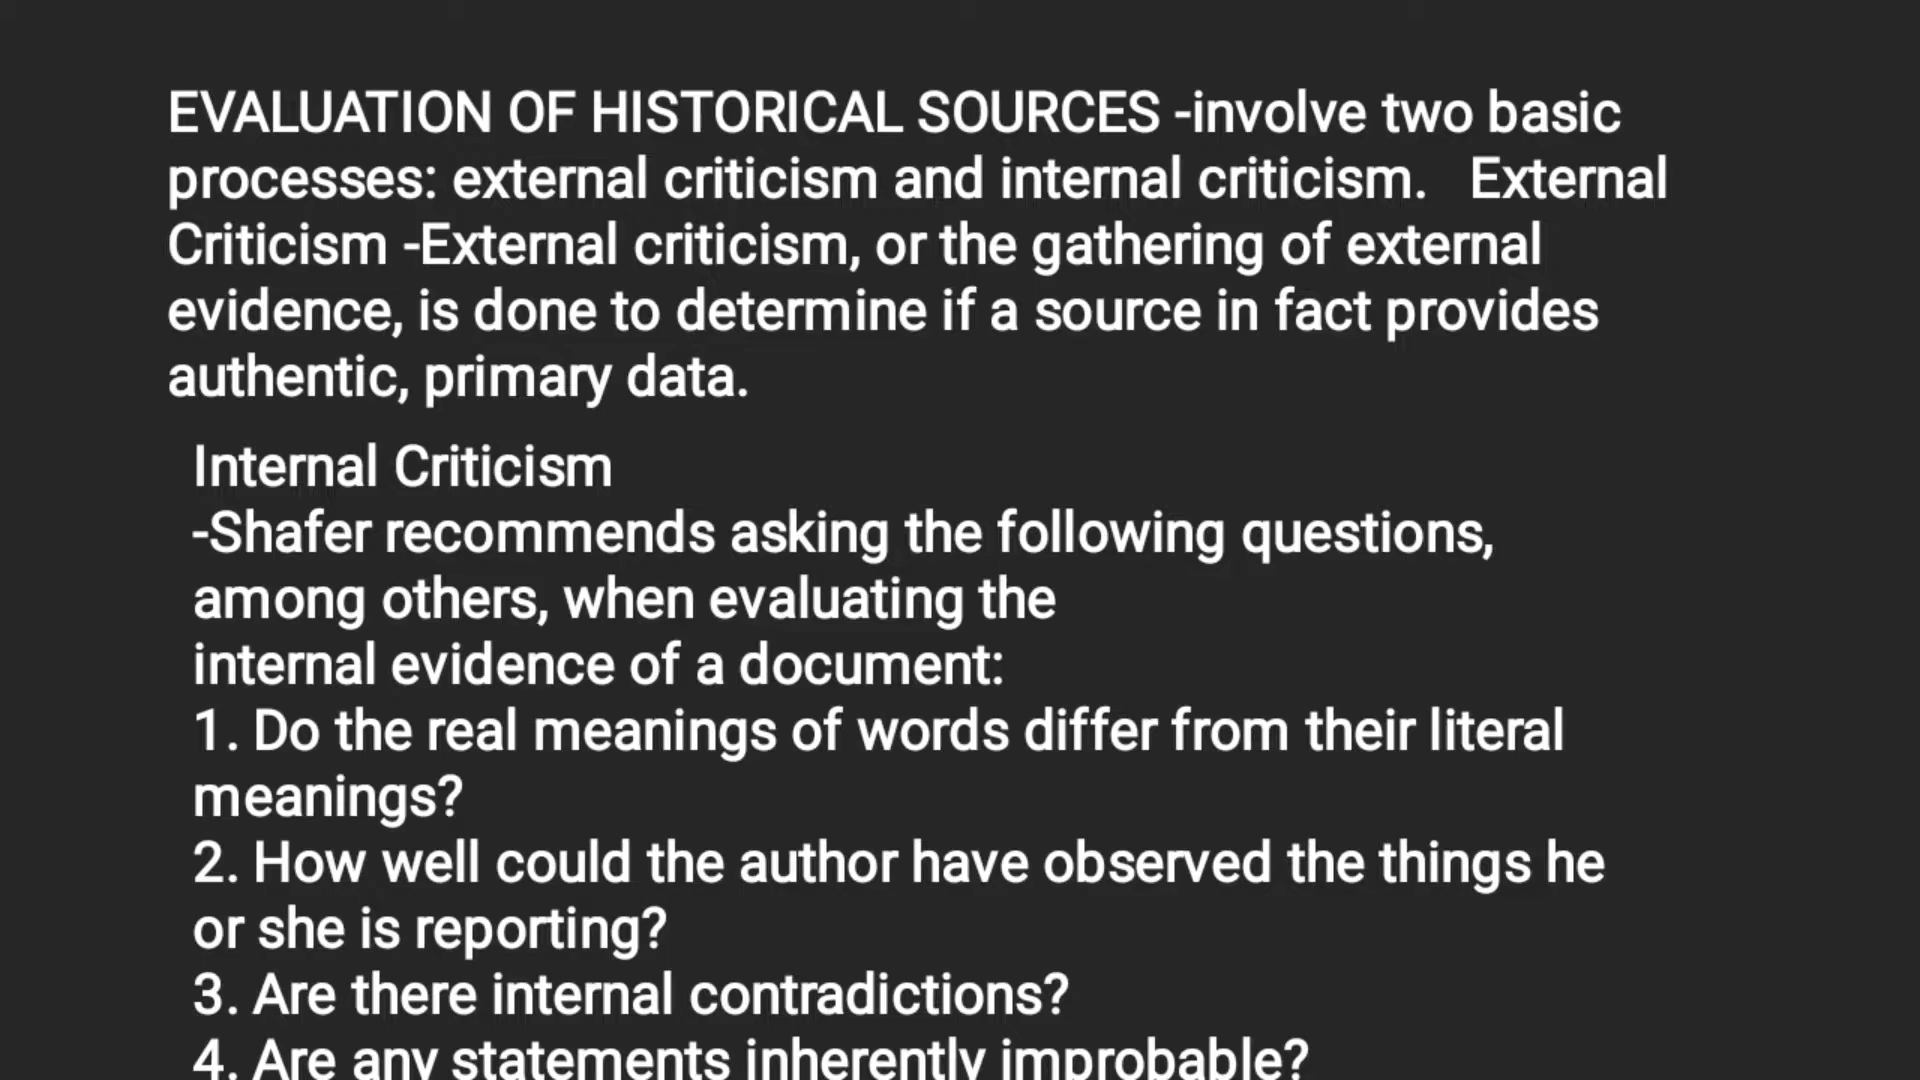 EVALUATION OF HISTORICAL SOURCES -involve two basic
processes: external criticism and internal criticism.   External
Criticism -External criticism, or the gathering of external
evidence, is done to determine if a source in fact provides
authentic, primary data.
Internal Criticism
-Shafer recommends asking the following questions,
among others, when evaluating the
internal evidence of a document:
1. Do the real meanings of words differ from their literal
meanings?
2. How well could the author have observed the things he
or she is reporting?
3. Are there internal contradictions?
4. Are any statements inherently improbable?